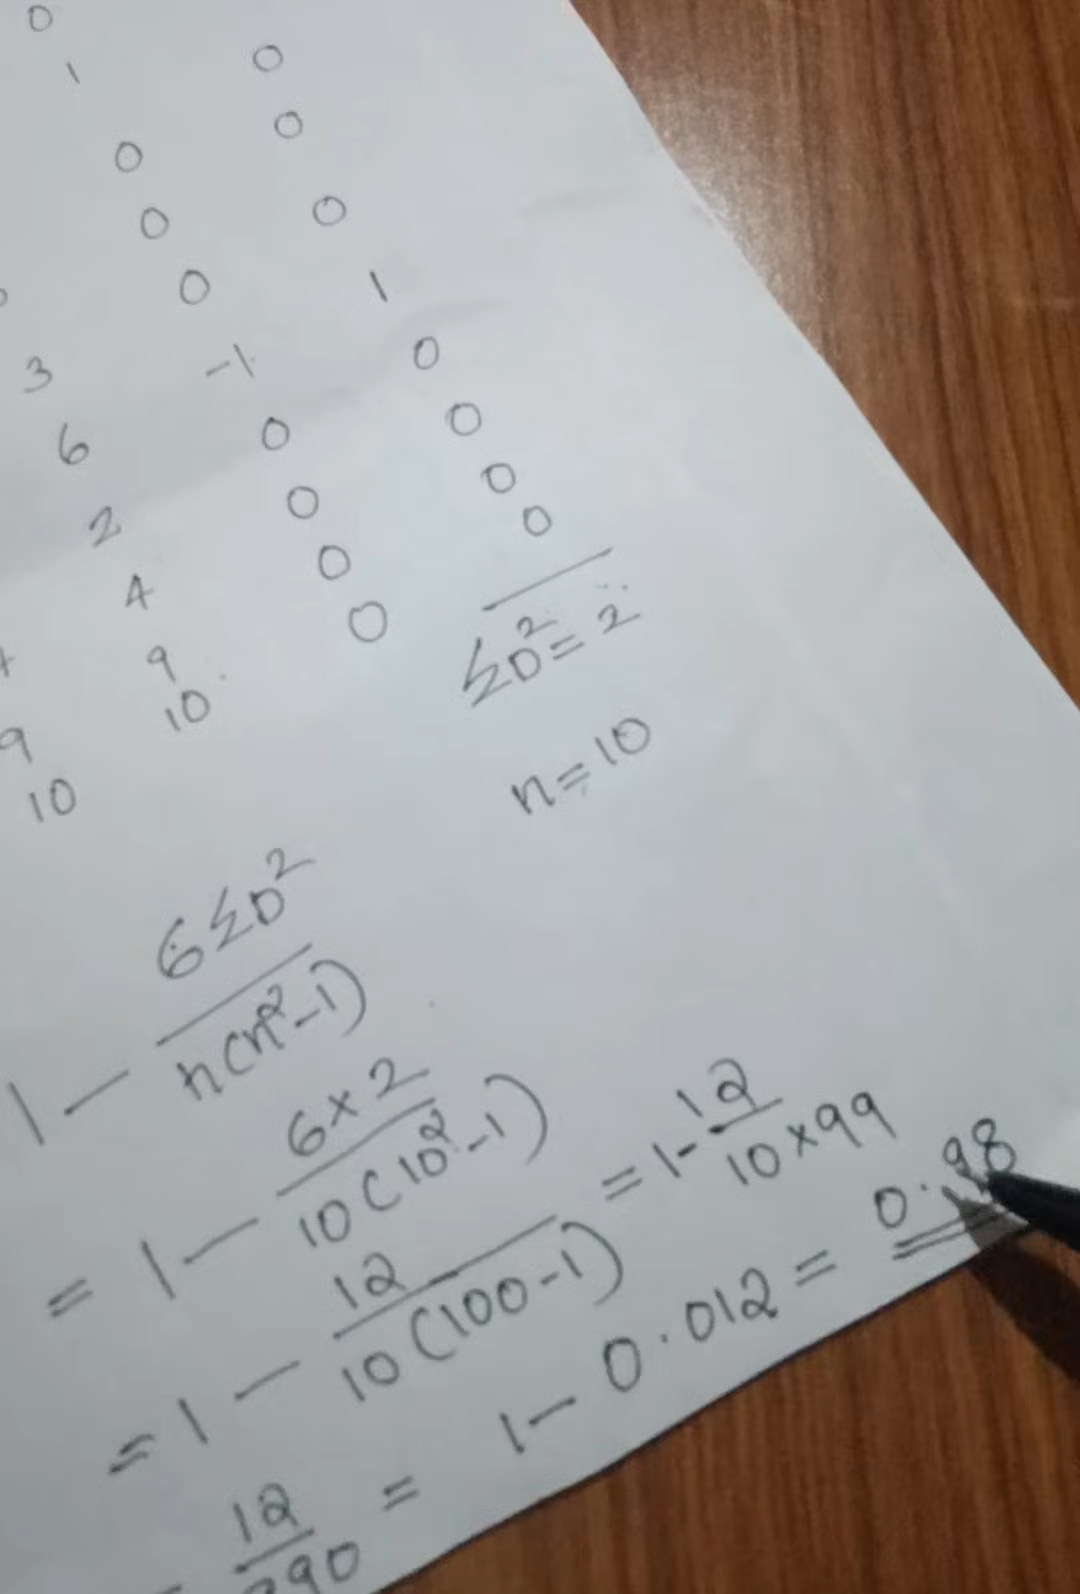 0
1 0
0 0
0 0
0 1
3 -1 0
6 0 0
2 0 0
4 0 0
9 0
9 10
10
ΣD²= 2
n=10
1 - 6ΣD² / n(n²-1)
= 1 - 6×2 / 10(10²-1) = 1- 12 / 10×99
= 1 - 12 / 10(100-1)
12 / 990 = 1- 0.012 = 0.98